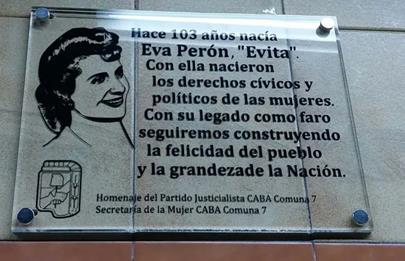 Hace 103 años nacía
Eva Perón, "Evita".
Con ella nacieron
los derechos cívicos y
políticos de las mujeres.
Con su legado como faro
seguiremos construyendo
la felicidad del pueblo
y la grandezade la Nación.
Homenaje del Partido Justicialista CABA Comuna 7
Secretaría de la Mujer CABA Comuna 7